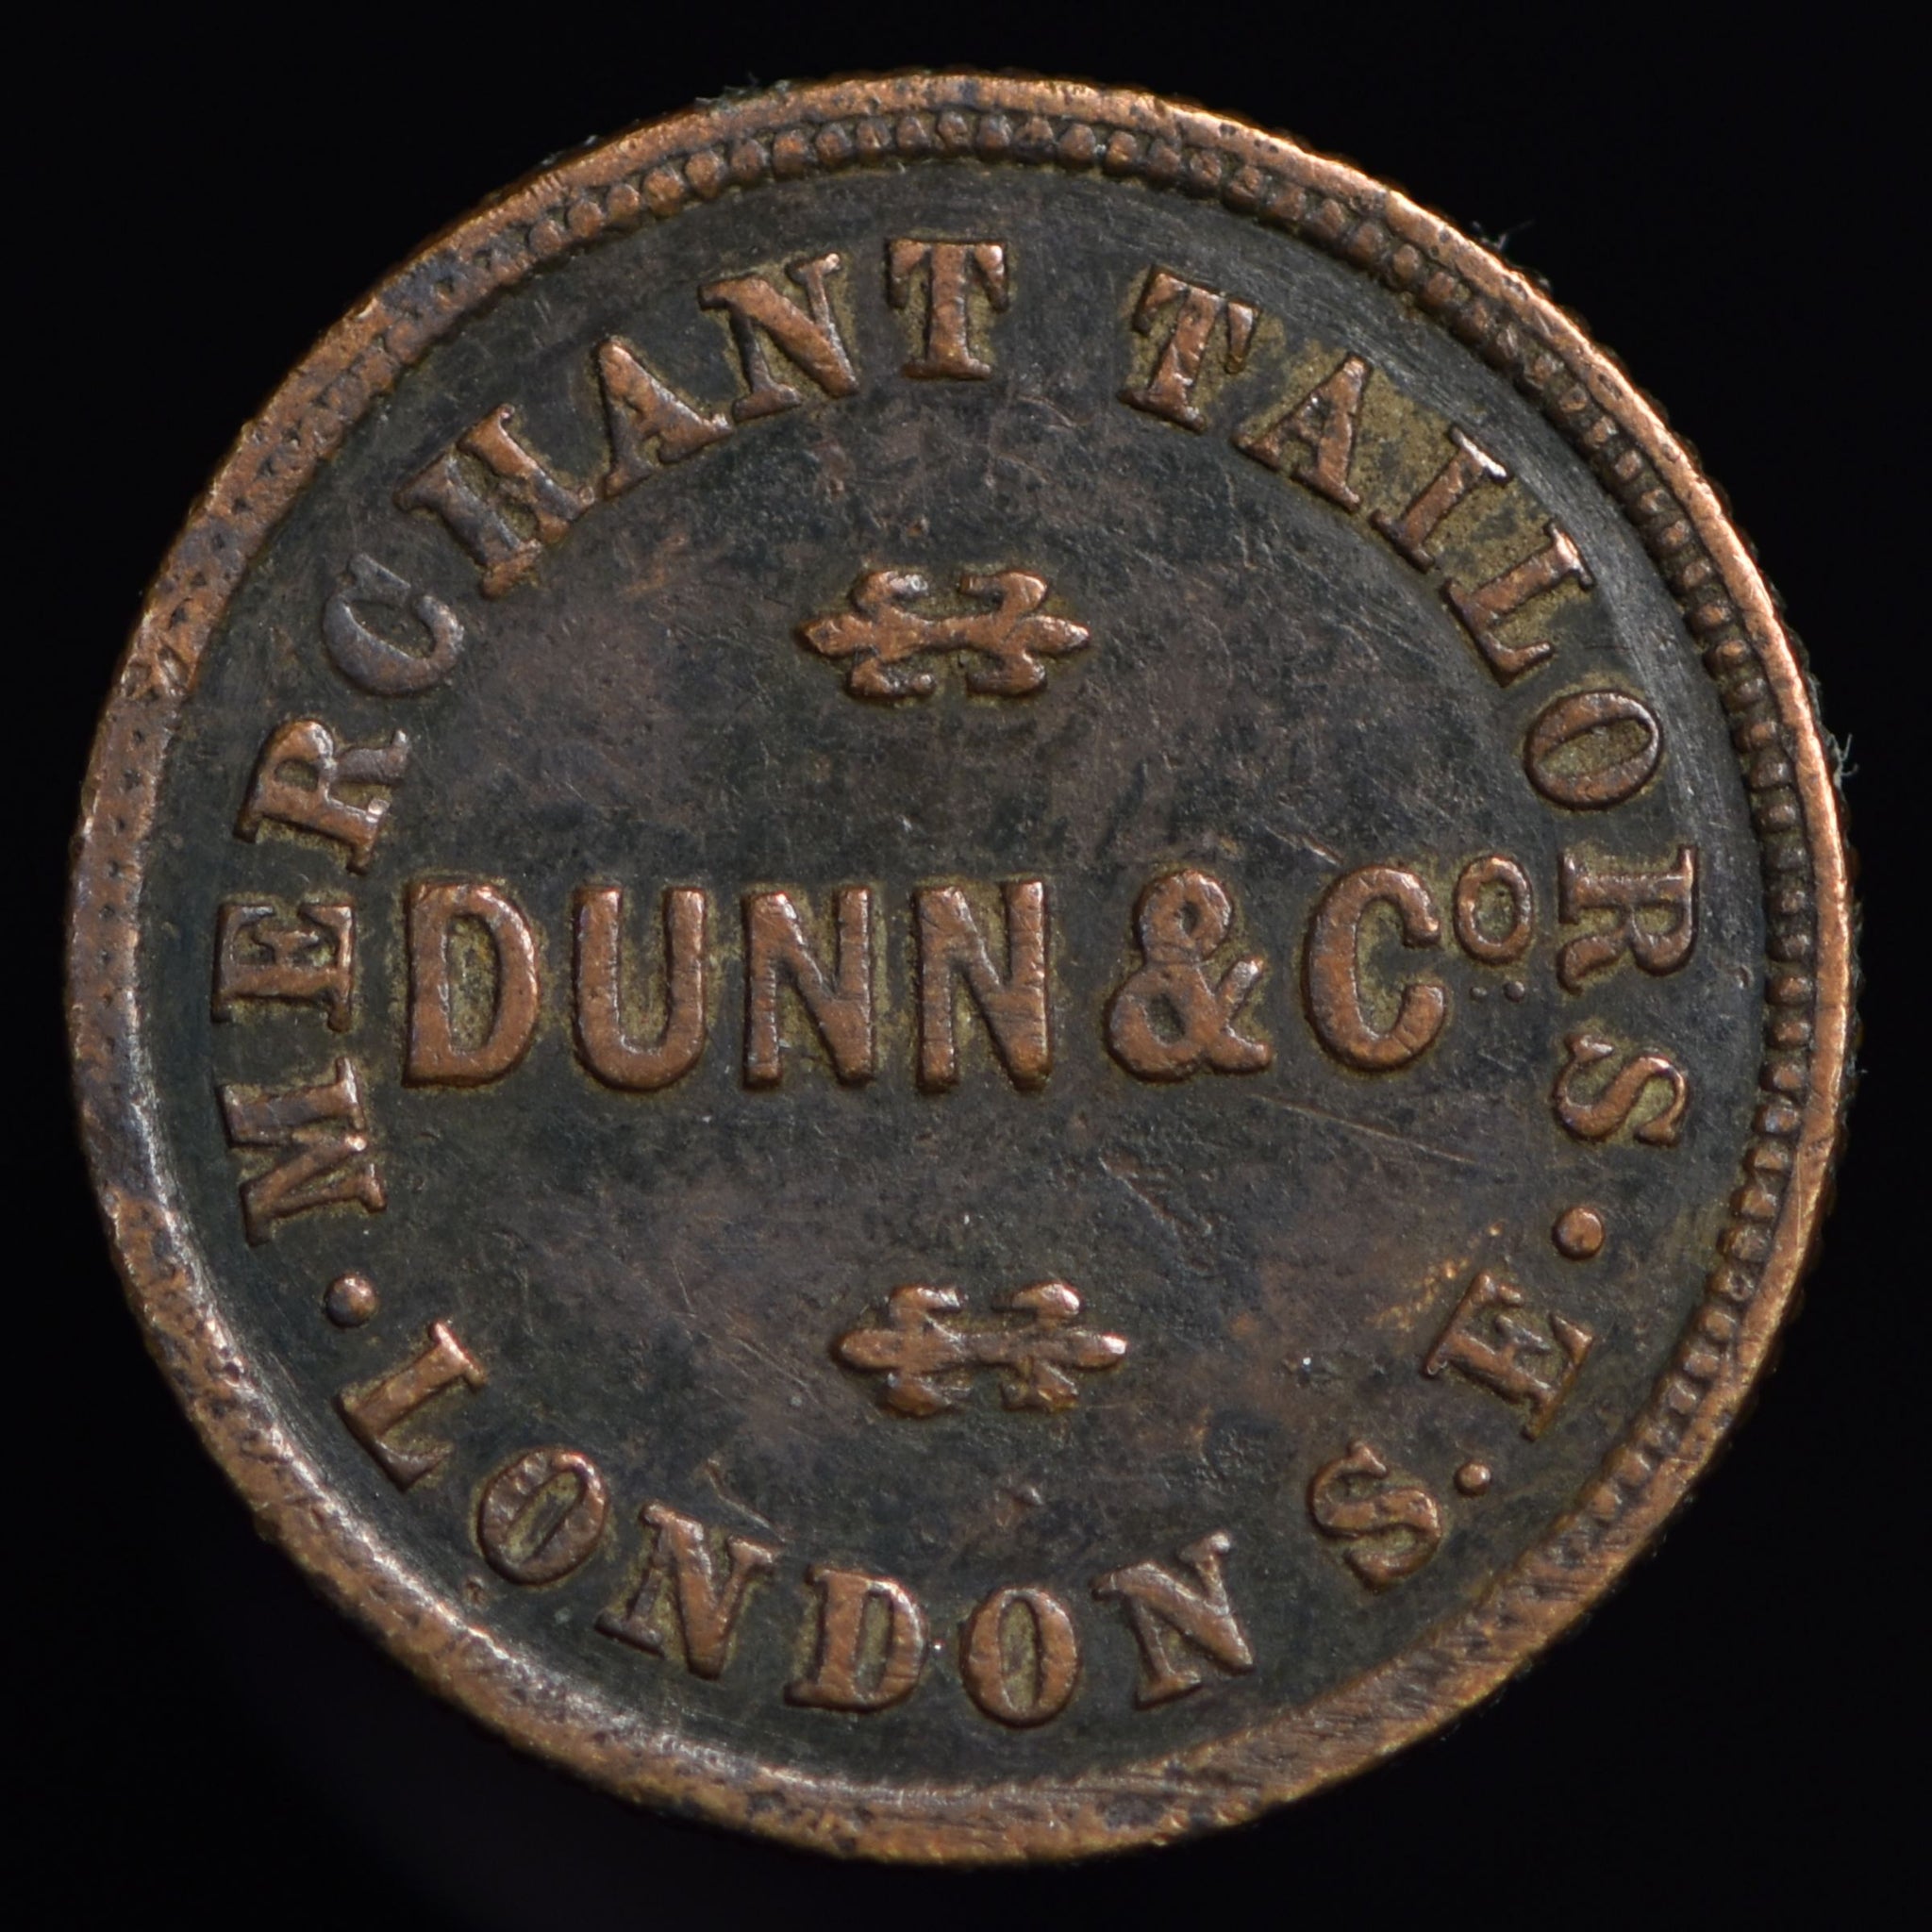 MERCHANT TAILORS
DUNN & Cº
· LONDON S.E. ·